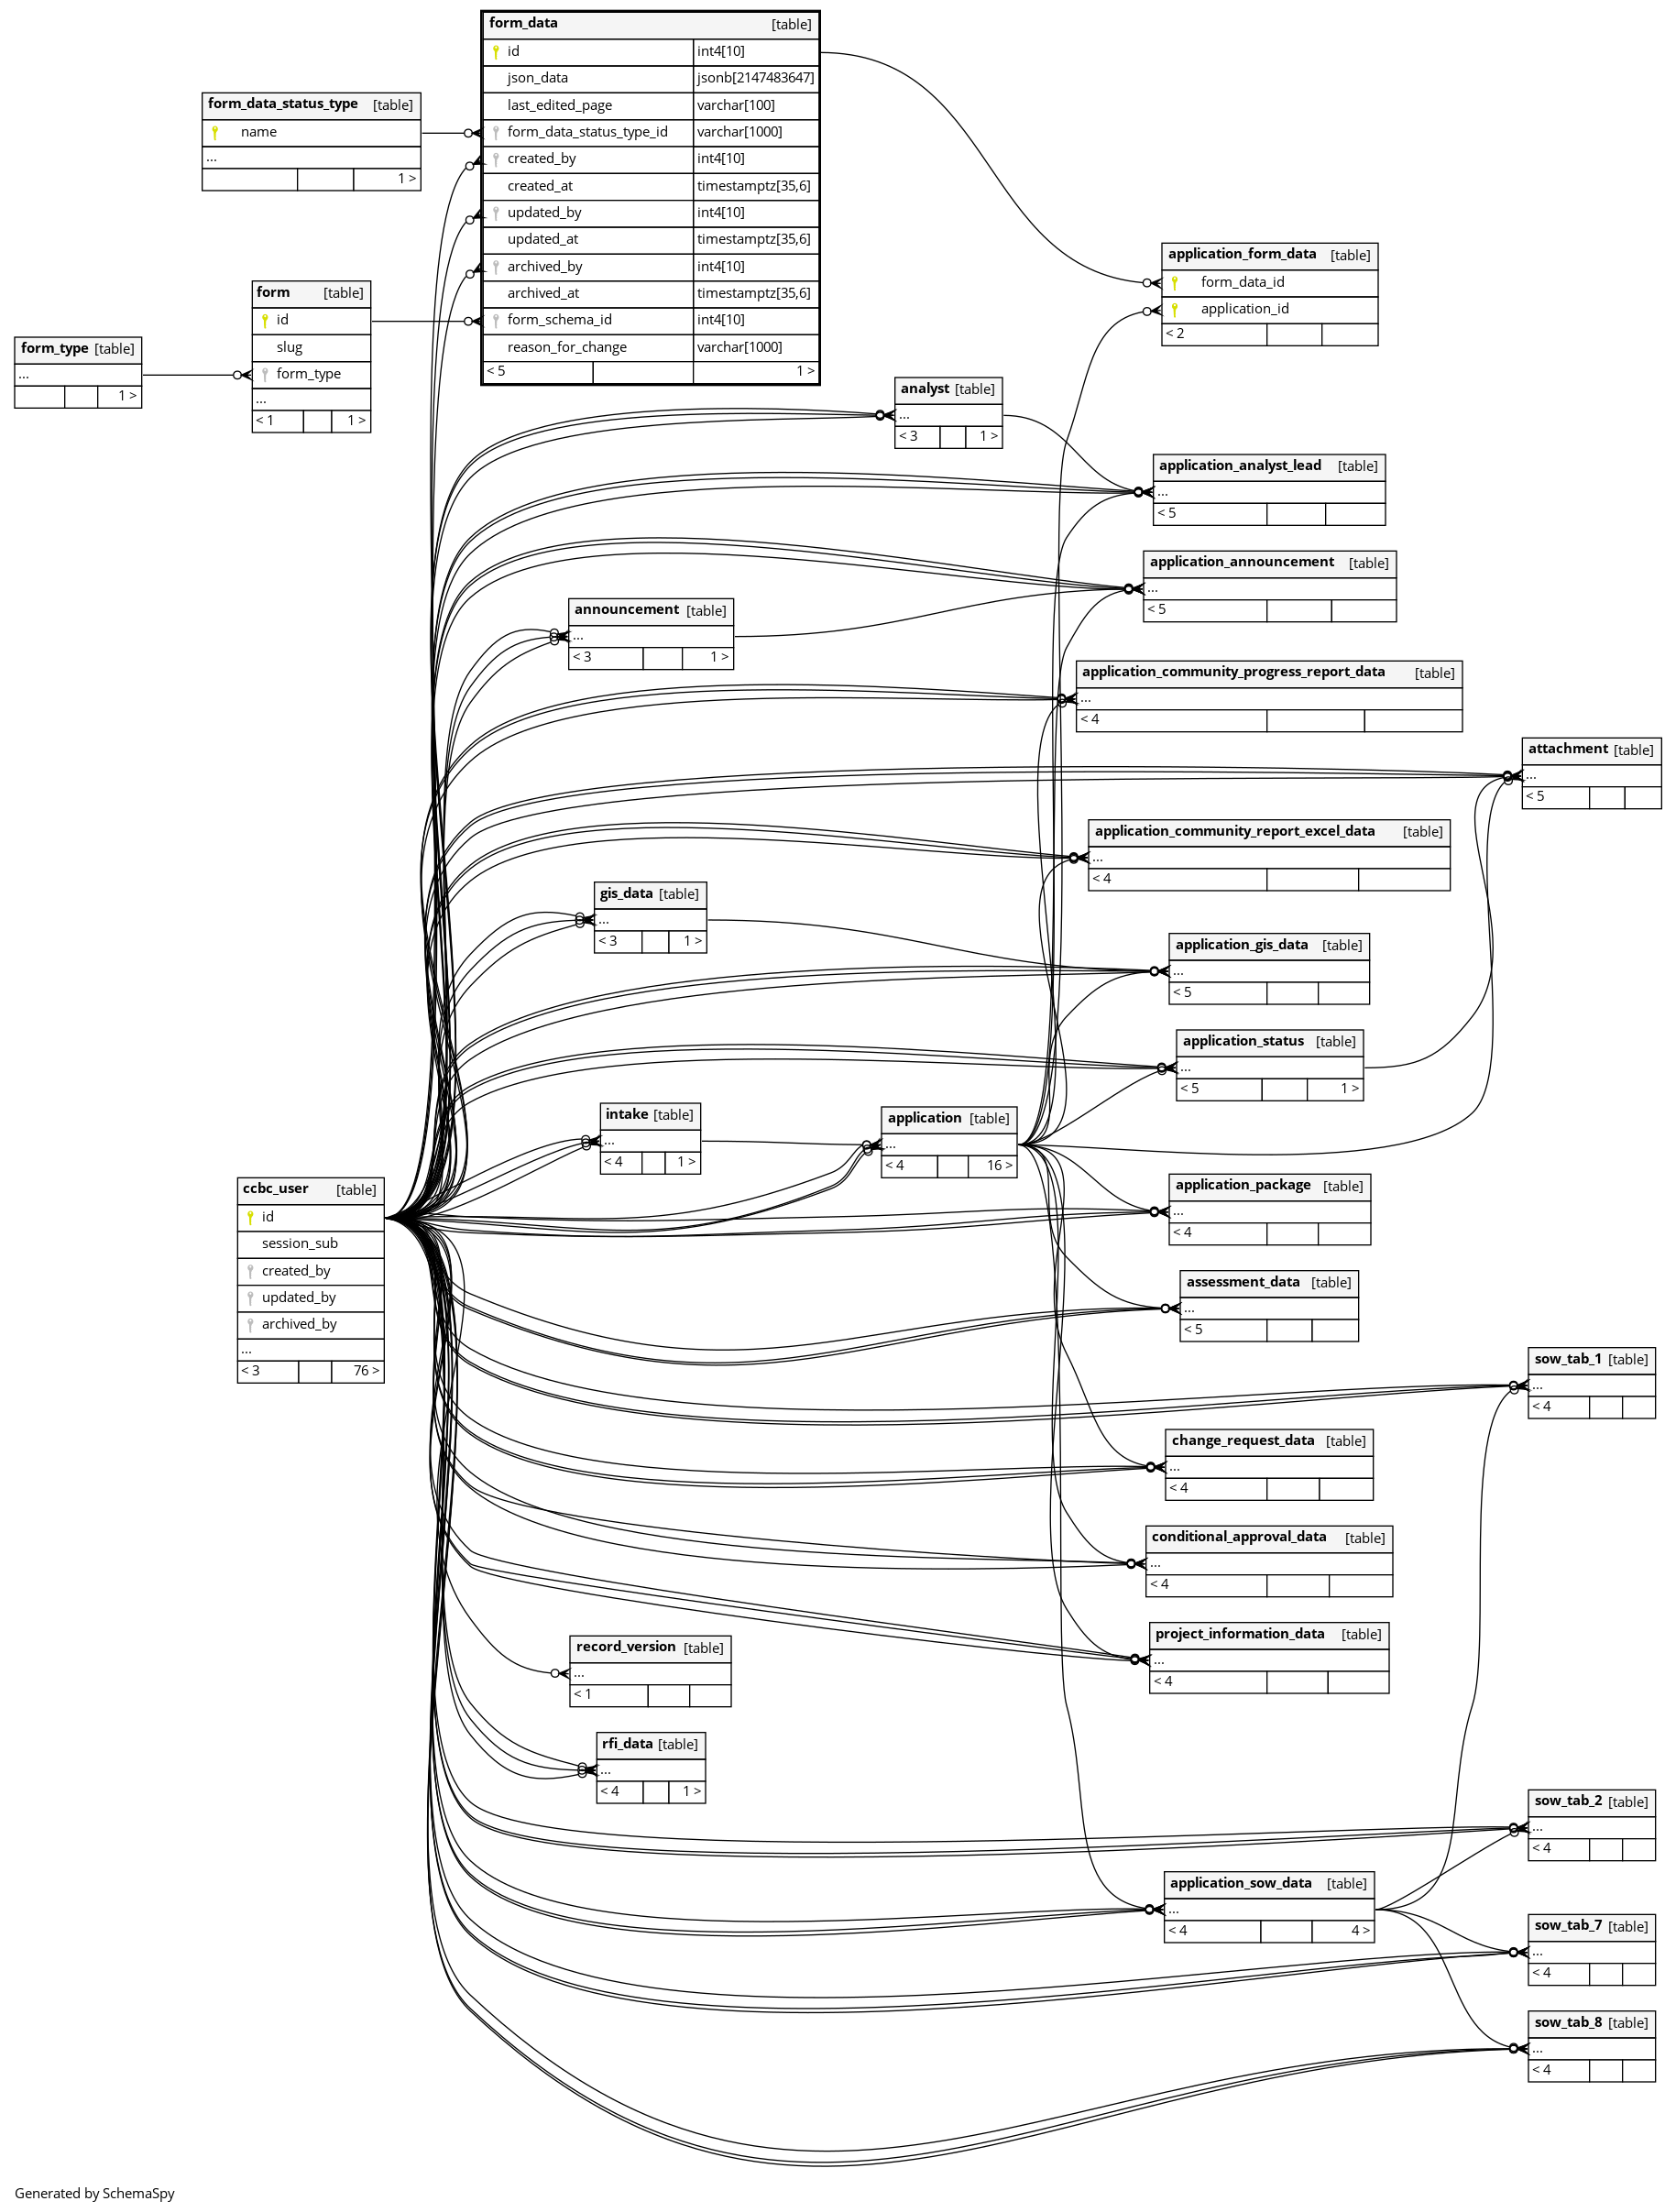 form_data [table]
id int4[10]
json_data jsonb[2147483647]
last_edited_page varchar[100]
form_data_status_type_id varchar[1000]
created_by int4[10]
created_at timestamptz[35,6]
updated_by int4[10]
updated_at timestamptz[35,6]
archived_by int4[10]
archived_at timestamptz[35,6]
form_schema_id int4[10]
reason_for_change varchar[1000]
< 5 1 >
form_data_status_type [table]
name
...
1 >
form [table]
id
slug
form_type
...
< 1 1 >
form_type [table]
...
1 >
application_form_data [table]
form_data_id
application_id
< 2
analyst [table]
...
< 3 1 >
application_analyst_lead [table]
...
< 5
application_announcement [table]
...
< 5
announcement [table]
...
< 3 1 >
application_community_progress_report_data [table]
...
< 4
attachment [table]
...
< 5
application_community_report_excel_data [table]
...
< 4
gis_data [table]
...
< 3 1 >
application_gis_data [table]
...
< 5
application_status [table]
...
< 5 1 >
intake [table]
...
< 4 1 >
application [table]
...
< 4 16 >
ccbc_user [table]
id
session_sub
created_by
updated_by
archived_by
...
< 3 76 >
application_package [table]
...
< 4
assessment_data [table]
...
< 5
sow_tab_1 [table]
...
< 4
change_request_data [table]
...
< 4
conditional_approval_data [table]
...
< 4
project_information_data [table]
...
< 4
record_version [table]
...
< 1
rfi_data [table]
...
< 4 1 >
sow_tab_2 [table]
...
< 4
application_sow_data [table]
...
< 4 4 >
sow_tab_7 [table]
...
< 4
sow_tab_8 [table]
...
< 4
Generated by SchemaSpy